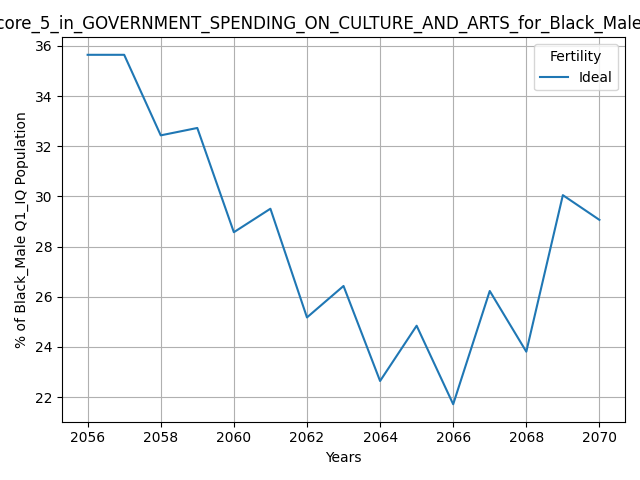 core_5_in_GOVERNMENT_SPENDING_ON_CULTURE_AND_ARTS_for_Black_Male
Fertility
Ideal
% of Black_Male Q1_IQ Population
36
34
32
30
28
26
24
22
2056 2058 2060 2062 2064 2066 2068 2070
Years